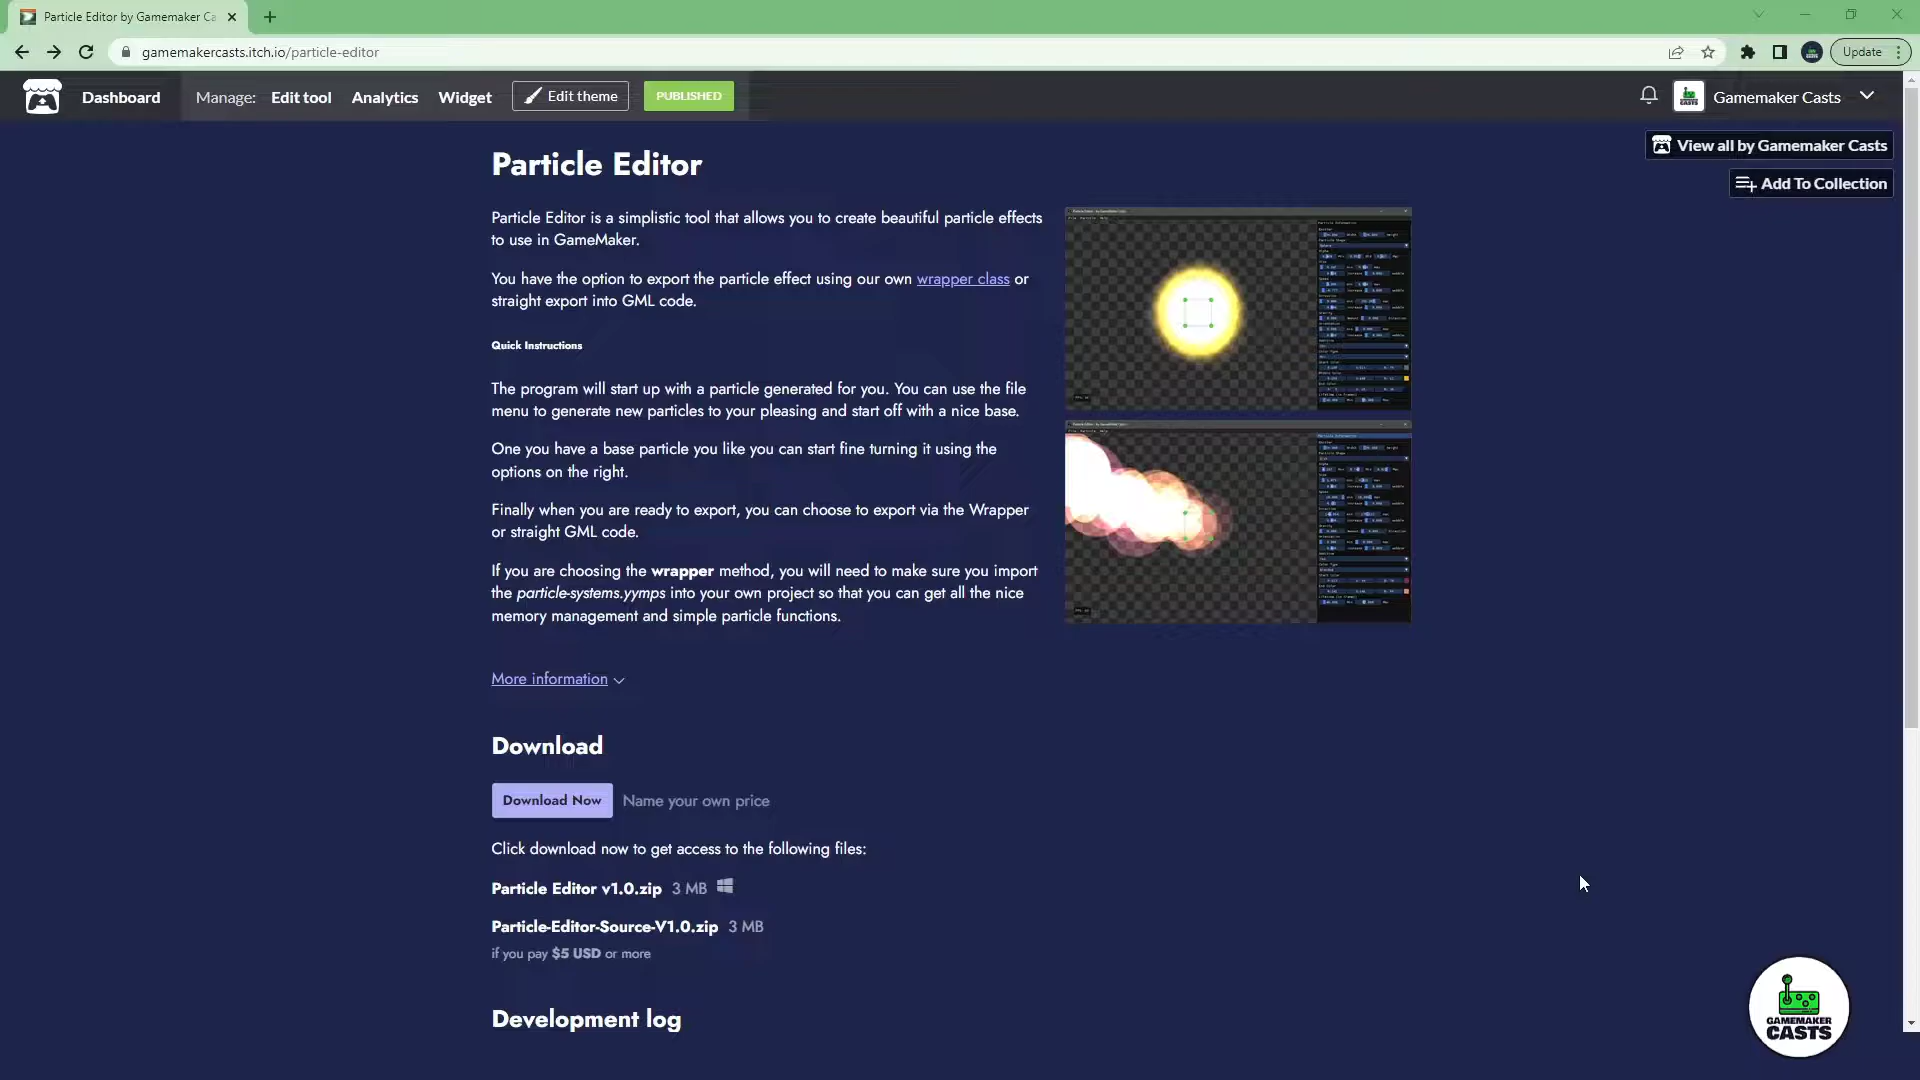 Particle Editor by Gamemaker Ca
gamemakercasts.itch.io/particle-editor
Update
Dashboard
Manage:
Edit tool
Analytics
Widget
Edit theme
PUBLISHED
Gamemaker Casts
View all by Gamemaker Casts
Add To Collection
Particle Editor
Particle Editor is a simplistic tool that allows you to create beautiful particle effects
to use in GameMaker.
You have the option to export the particle effect using our own wrapper class or
straight export into GML code.
Quick Instructions
The program will start up with a particle generated for you. You can use the file
menu to generate new particles to your pleasing and start off with a nice base.
One you have a base particle you like you can start fine turning it using the
options on the right.
Finally when you are ready to export, you can choose to export via the Wrapper
or straight GML code.
If you are choosing the wrapper method, you will need to make sure you import
the particle-systems.yymps into your own project so that you can get all the nice
memory management and simple particle functions.
More information
Download
Download Now
Name your own price
Click download now to get access to the following files:
Particle Editor v1.0.zip 3 MB
Particle-Editor-Source-V1.0.zip 3 MB
if you pay $5 USD or more
Development log
GAMEMAKER
CASTS